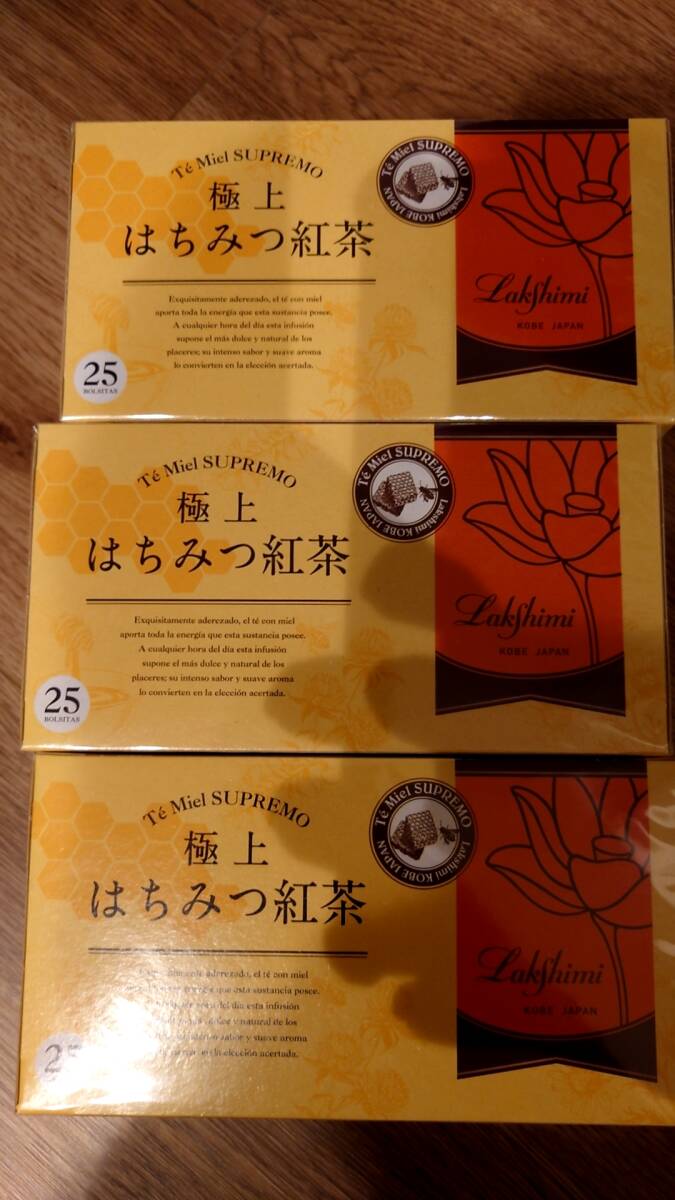 Té Miel SUPREMO
極上
はちみつ紅茶
Exquisitamente aderezado, el té con miel
aporta toda la energía que esta sustancia posee.
A cualquier hora del día esta infusión
supone el más dulce y natural de los
placeres; su intenso sabor y suave aroma
lo convierten en la elección acertada.
25
BOLSITAS
Té Miel SUPREMO
Lakshimi KOBE JAPAN
Lakshimi
KOBE JAPAN
Té Miel SUPREMO
極上
はちみつ紅茶
Exquisitamente aderezado, el té con miel
aporta toda la energía que esta sustancia posee.
A cualquier hora del día esta infusión
supone el más dulce y natural de los
placeres; su intenso sabor y suave aroma
lo convierten en la elección acertada.
25
BOLSITAS
Té Miel SUPREMO
Lakshimi KOBE JAPAN
Lakshimi
KOBE JAPAN
Té Miel SUPREMO
極上
はちみつ紅茶
aderezado, el té con miel
que esta sustancia posee.
hora del día esta infusión
dulce y natural de los
intenso sabor y suave aroma
en la elección acertada.
Té Miel SUPREMO
Lakshimi KOBE JAPAN
Lakshimi
KOBE JAPAN